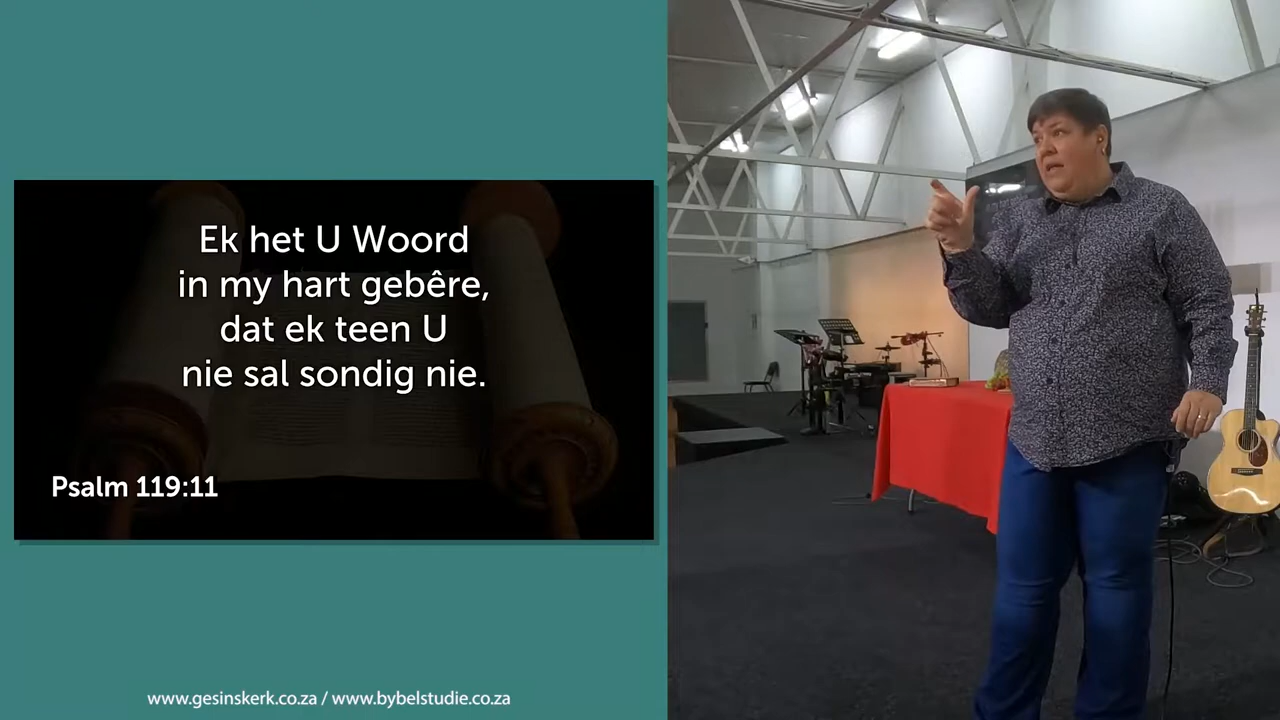 Ek het U Woord
in my hart gebêre,
dat ek teen U
nie sal sondig nie.
Psalm 119:11
www.gesinskerk.co.za / www.bybelstudie.co.za